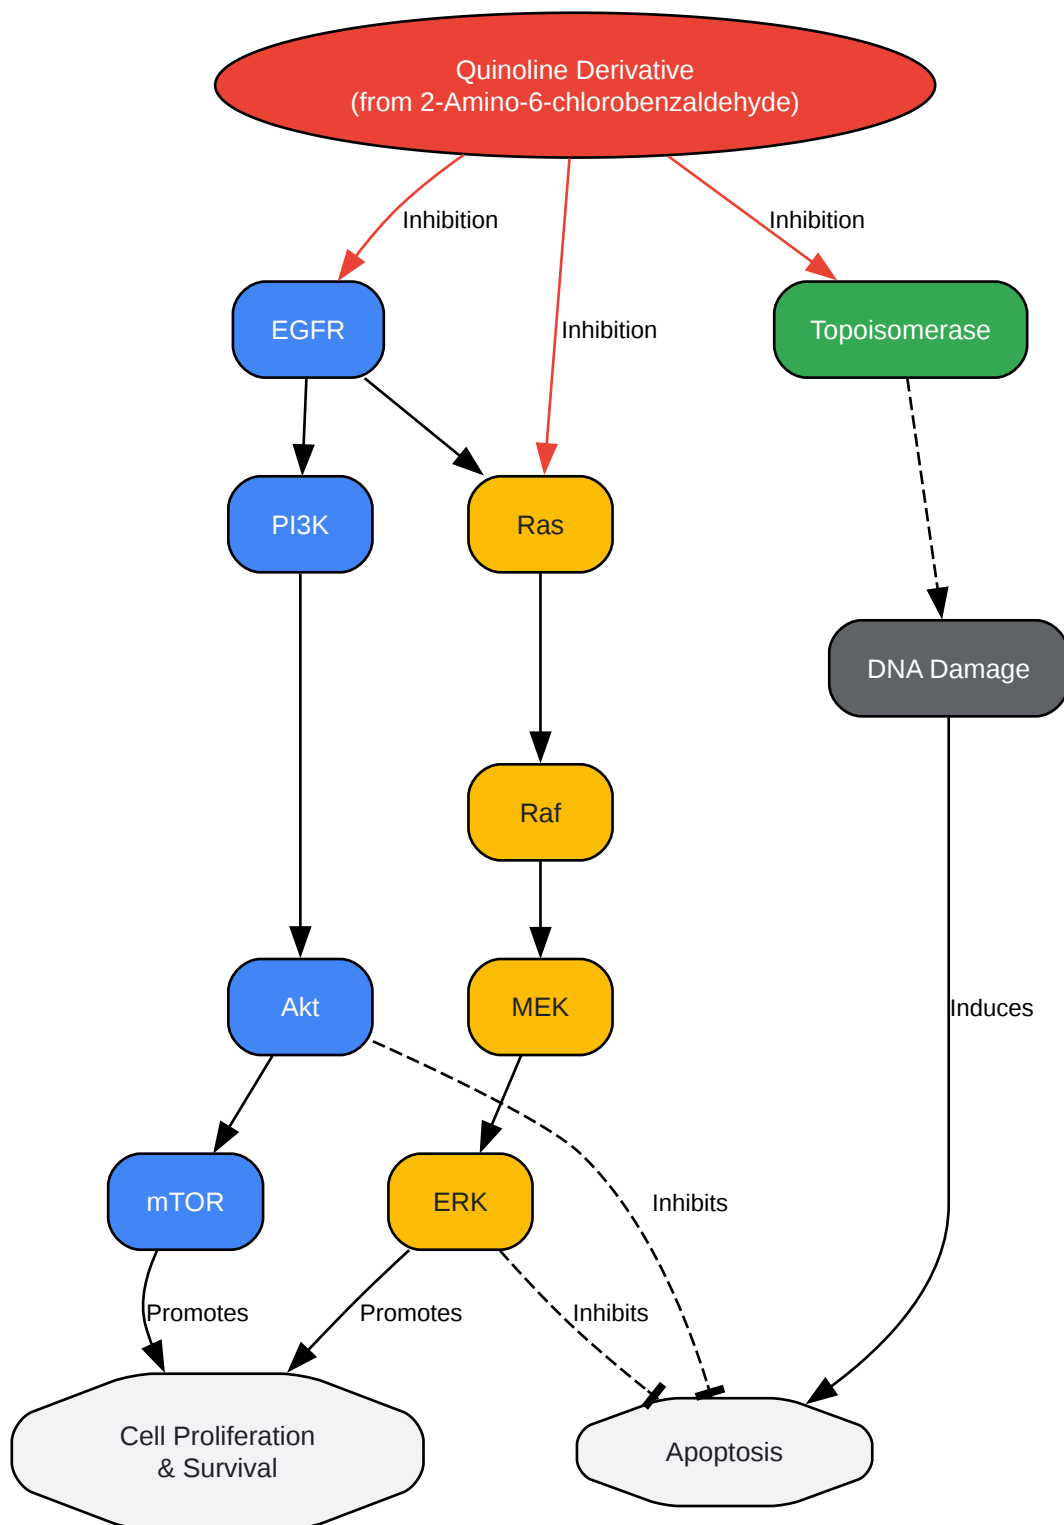 Quinoline Derivative
(from 2-Amino-6-chlorobenzaldehyde)
Inhibition
Inhibition
Inhibition
EGFR
Topoisomerase
PI3K
Ras
DNA Damage
Raf
Akt
MEK
Induces
mTOR
ERK
Inhibits
Promotes
Promotes
Inhibits
Cell Proliferation
& Survival
Apoptosis